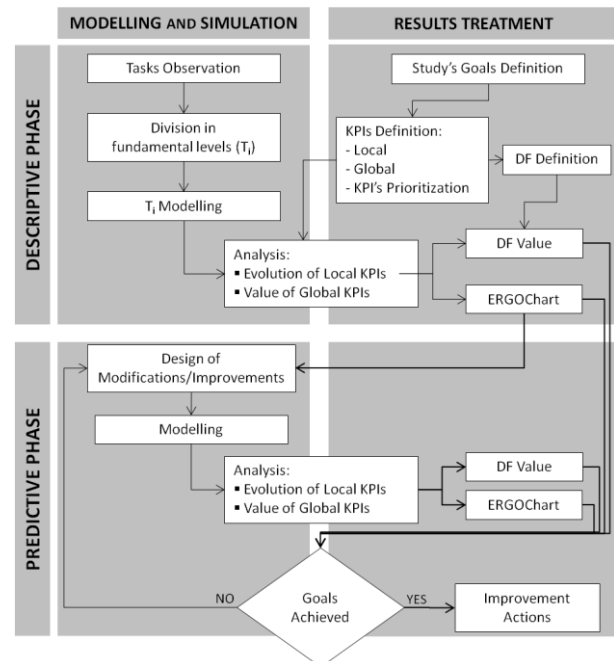 MODELLING AND SIMULATION
RESULTS TREATMENT
DESCRIPTIVE PHASE
Tasks Observation
Study's Goals Definition
Division in
fundamental levels (Ti)
KPIs Definition:
- Local
- Global
- KPI's Prioritization
DF Definition
Ti Modelling
Analysis:
▪ Evolution of Local KPIs
▪ Value of Global KPIs
DF Value
ERGOChart
PREDICTIVE PHASE
Design of
Modifications/Improvements
Modelling
Analysis:
▪ Evolution of Local KPIs
▪ Value of Global KPIs
DF Value
ERGOChart
NO
Goals
Achieved
YES
Improvement
Actions